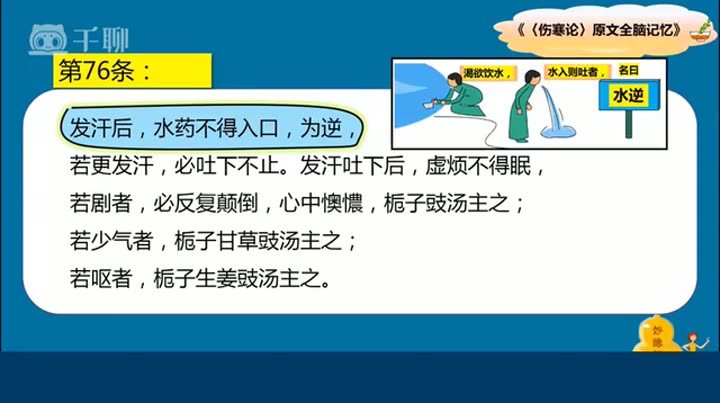 千聊
《〈伤寒论〉原文全脑记忆》
第76条：
渴欲饮水，
水入则吐者，
名曰
水逆
发汗后，水药不得入口，为逆，
若更发汗，必吐下不止。发汗吐下后，虚烦不得眠，
若剧者，必反复颠倒，心中懊憹，栀子豉汤主之；
若少气者，栀子甘草豉汤主之；
若呕者，栀子生姜豉汤主之。
妙